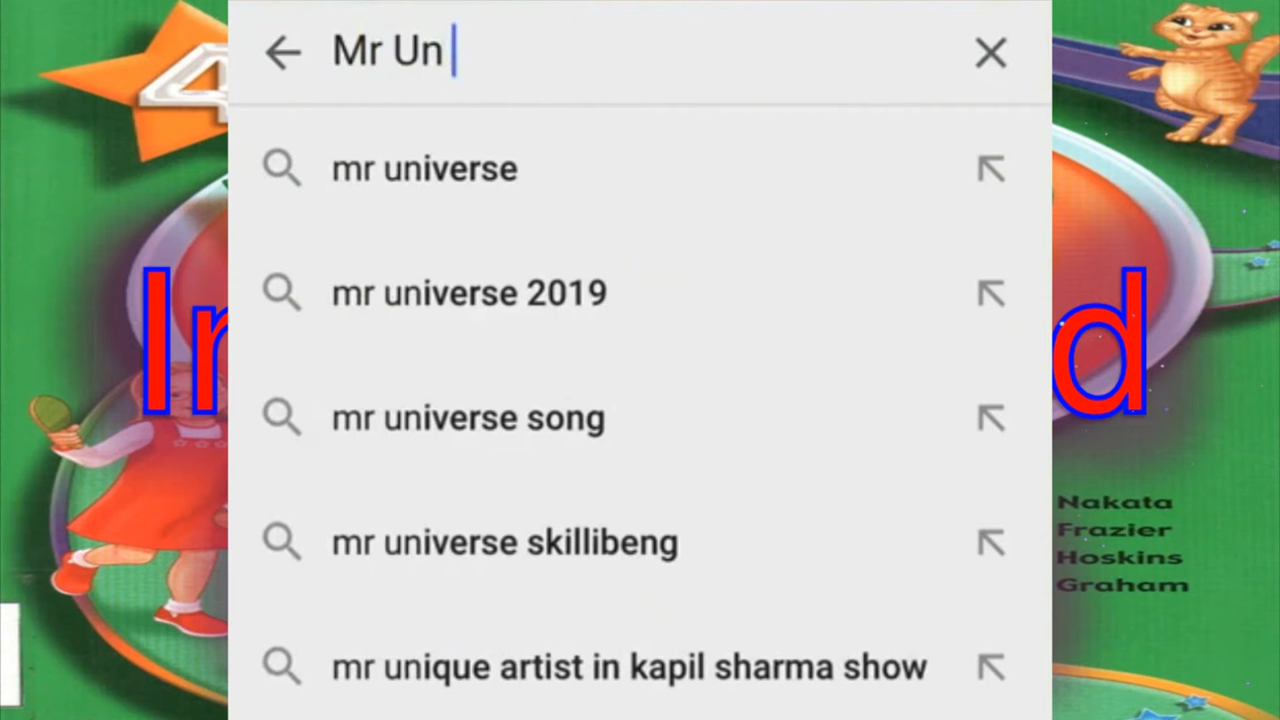 4
Mr Un
mr universe
mr universe 2019
mr universe song
mr universe skillibeng
mr unique artist in kapil sharma show
Nakata
Frazier
Hoskins
Graham